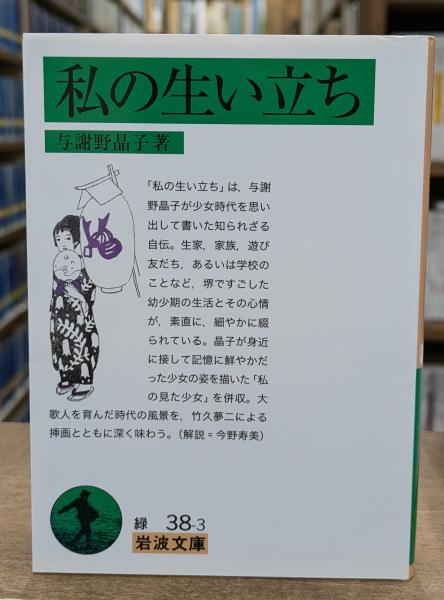 私の生い立ち
与謝野晶子著
「私の生い立ち」は，与謝
野晶子が少女時代を思い
出して書いた知られざる
自伝。生家，家族，遊び
友だち，あるいは学校の
ことなど，堺ですごした
幼少期の生活とその心情
が，素直に，細やかに綴
られている。晶子が身近
に接して記憶に鮮やかだ
った少女の姿を描いた「私
の見た少女」を併収。大
歌人を育んだ時代の風景を，竹久夢二による
挿画とともに深く味わう。（解説＝今野寿美）
緑 38-3
岩波文庫